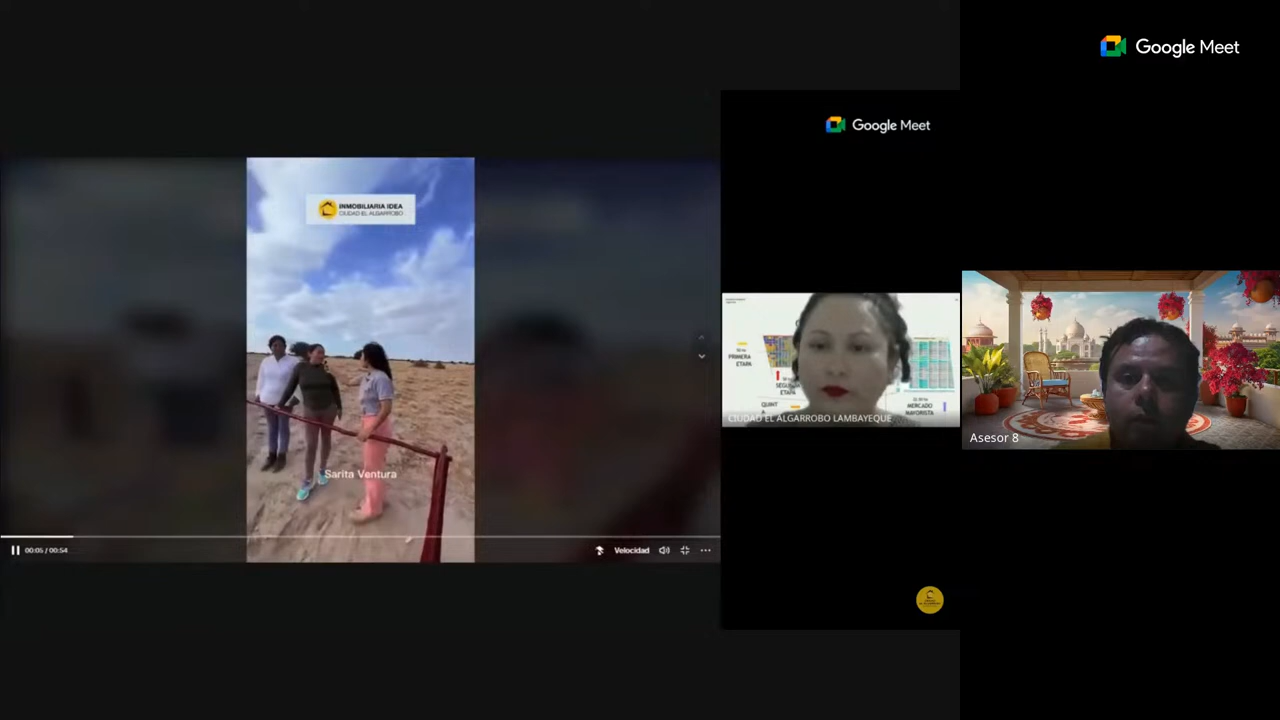 Google Meet
Google Meet
INMOBILIARIA IDEA
CIUDAD EL ALGARROBO
Sarita Ventura
00:05 / 00:54
Velocidad
PRIMERA
ETAPA
ETAPA
QUINT
MERCADO
MAYORISTA
CIUDAD EL ALGARROBO LAMBAYEQUE
Asesor 8